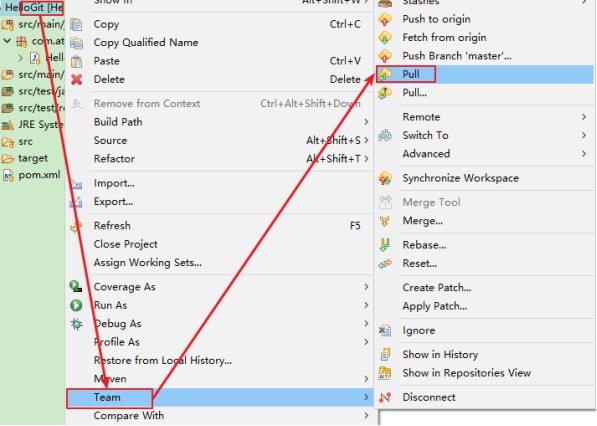 HelloGit [He
src/main/
com.at
Hell
src/main/
src/test/ja
src/test/re
JRE Syste
src
target
pom.xml
Show In Alt+Shift+W >
Copy Ctrl+C
Copy Qualified Name
Paste Ctrl+V
Delete Delete
Remove from Context Ctrl+Alt+Shift+Down
Build Path >
Source Alt+Shift+S >
Refactor Alt+Shift+T >
Import...
Export...
Refresh F5
Close Project
Assign Working Sets...
Coverage As >
Run As >
Debug As >
Profile As >
Restore from Local History...
Maven >
Team >
Compare With >
Stashes >
Push to origin
Fetch from origin
Push Branch 'master'...
Pull
Pull...
Remote >
Switch To >
Advanced >
Synchronize Workspace
Merge Tool
Merge...
Rebase...
Reset...
Create Patch...
Apply Patch...
Ignore
Show in History
Show in Repositories View
Disconnect